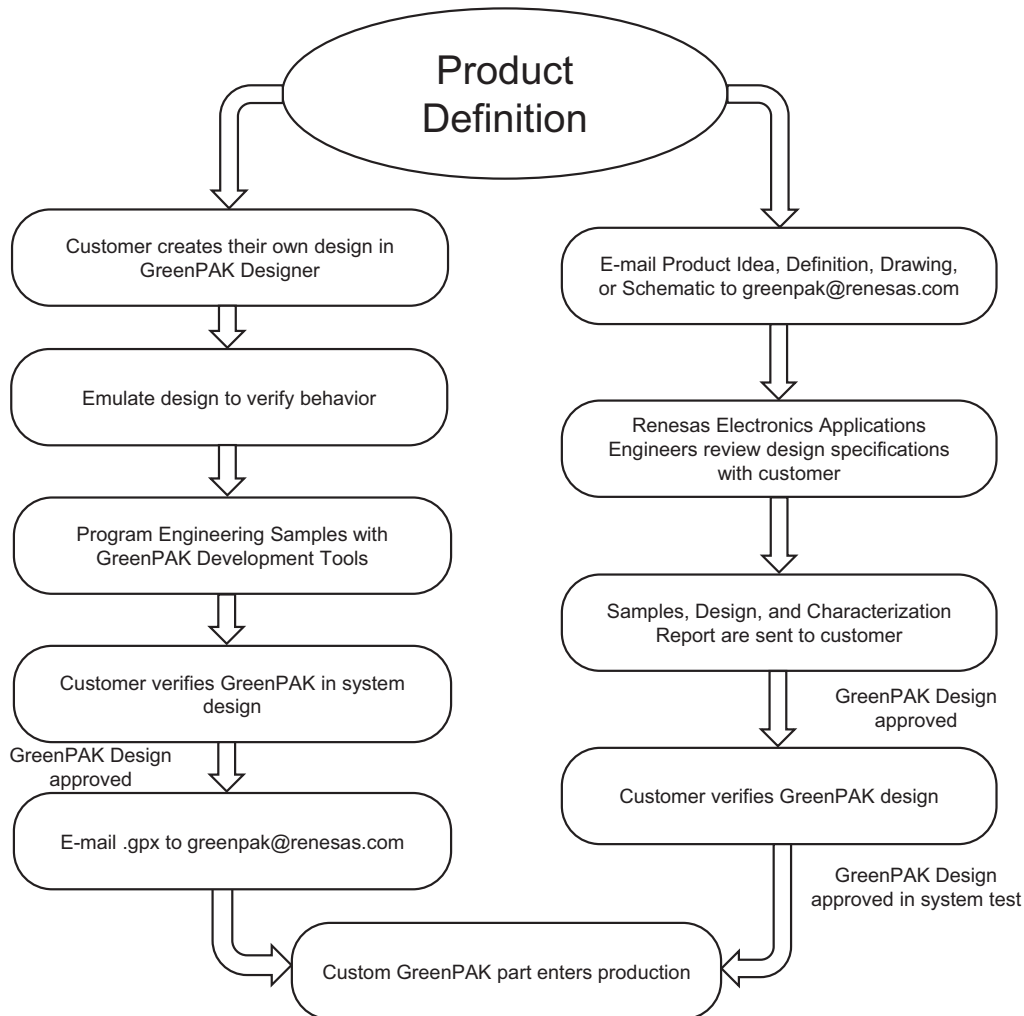 Product
Definition
Customer creates their own design in
GreenPAK Designer
Emulate design to verify behavior
Program Engineering Samples with
GreenPAK Development Tools
Customer verifies GreenPAK in system
design
GreenPAK Design
approved
E-mail .gpx to greenpak@renesas.com
E-mail Product Idea, Definition, Drawing,
or Schematic to greenpak@renesas.com
Renesas Electronics Applications
Engineers review design specifications
with customer
Samples, Design, and Characterization
Report are sent to customer
GreenPAK Design
approved
Customer verifies GreenPAK design
GreenPAK Design
approved in system test
Custom GreenPAK part enters production